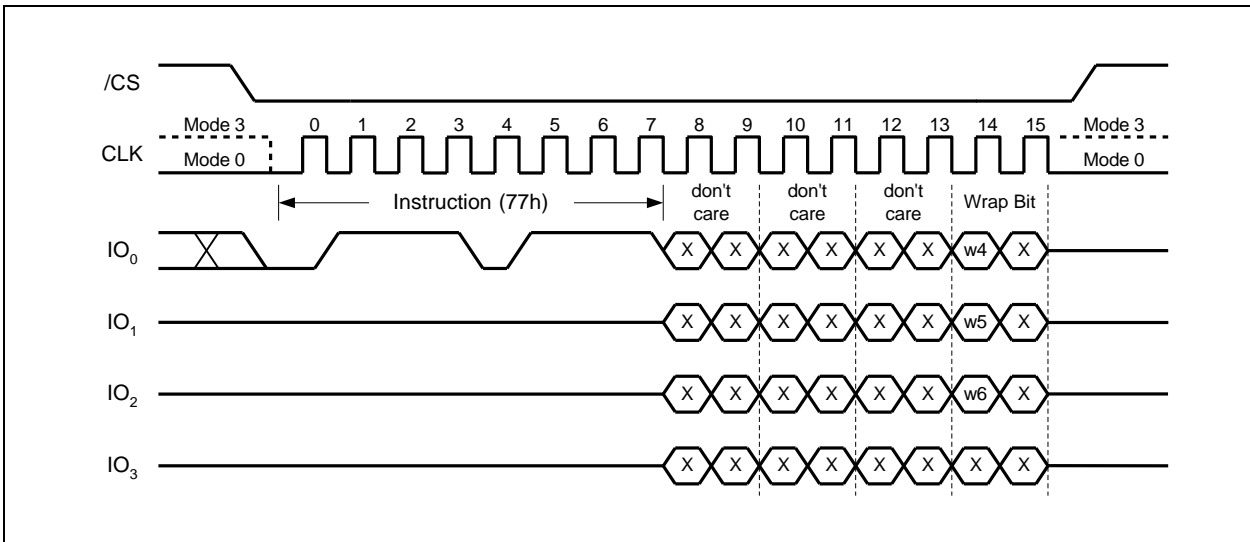 /CS
Mode 3 0 1 2 3 4 5 6 7 8 9 10 11 12 13 14 15 Mode 3
CLK Mode 0 Mode 0
Instruction (77h) don't care don't care don't care Wrap Bit
IO0 X X X X X X w4 X
IO1 X X X X X X w5 X
IO2 X X X X X X w6 X
IO3 X X X X X X X X